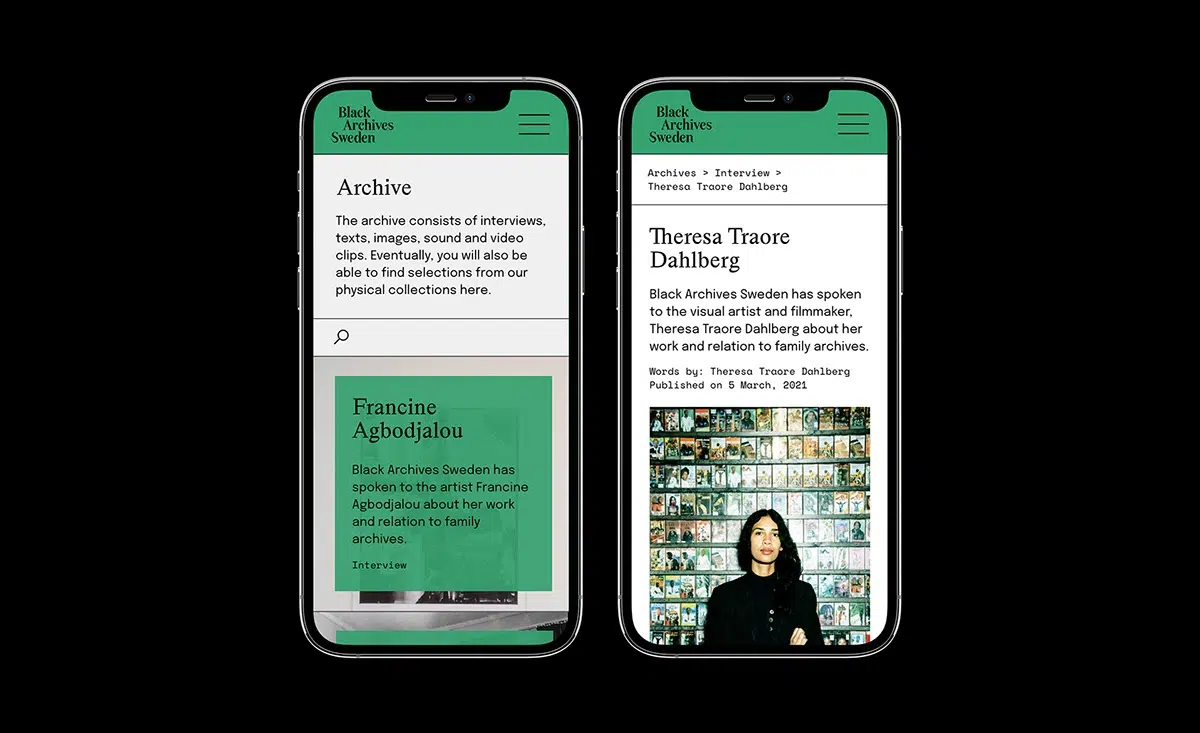 Black
Archives
Sweden
Archive
The archive consists of interviews,
texts, images, sound and video
clips. Eventually, you will also be
able to find selections from our
physical collections here.
Francine
Agbodjalou
Black Archives Sweden has
spoken to the artist Francine
Agbodjalou about her work
and relation to family
archives.
Interview
Black
Archives
Sweden
Archives > Interview >
Theresa Traore Dahlberg
Theresa Traore
Dahlberg
Black Archives Sweden has spoken
to the visual artist and filmmaker,
Theresa Traore Dahlberg about her
work and relation to family archives.
Words by: Theresa Traore Dahlberg
Published on 5 March, 2021